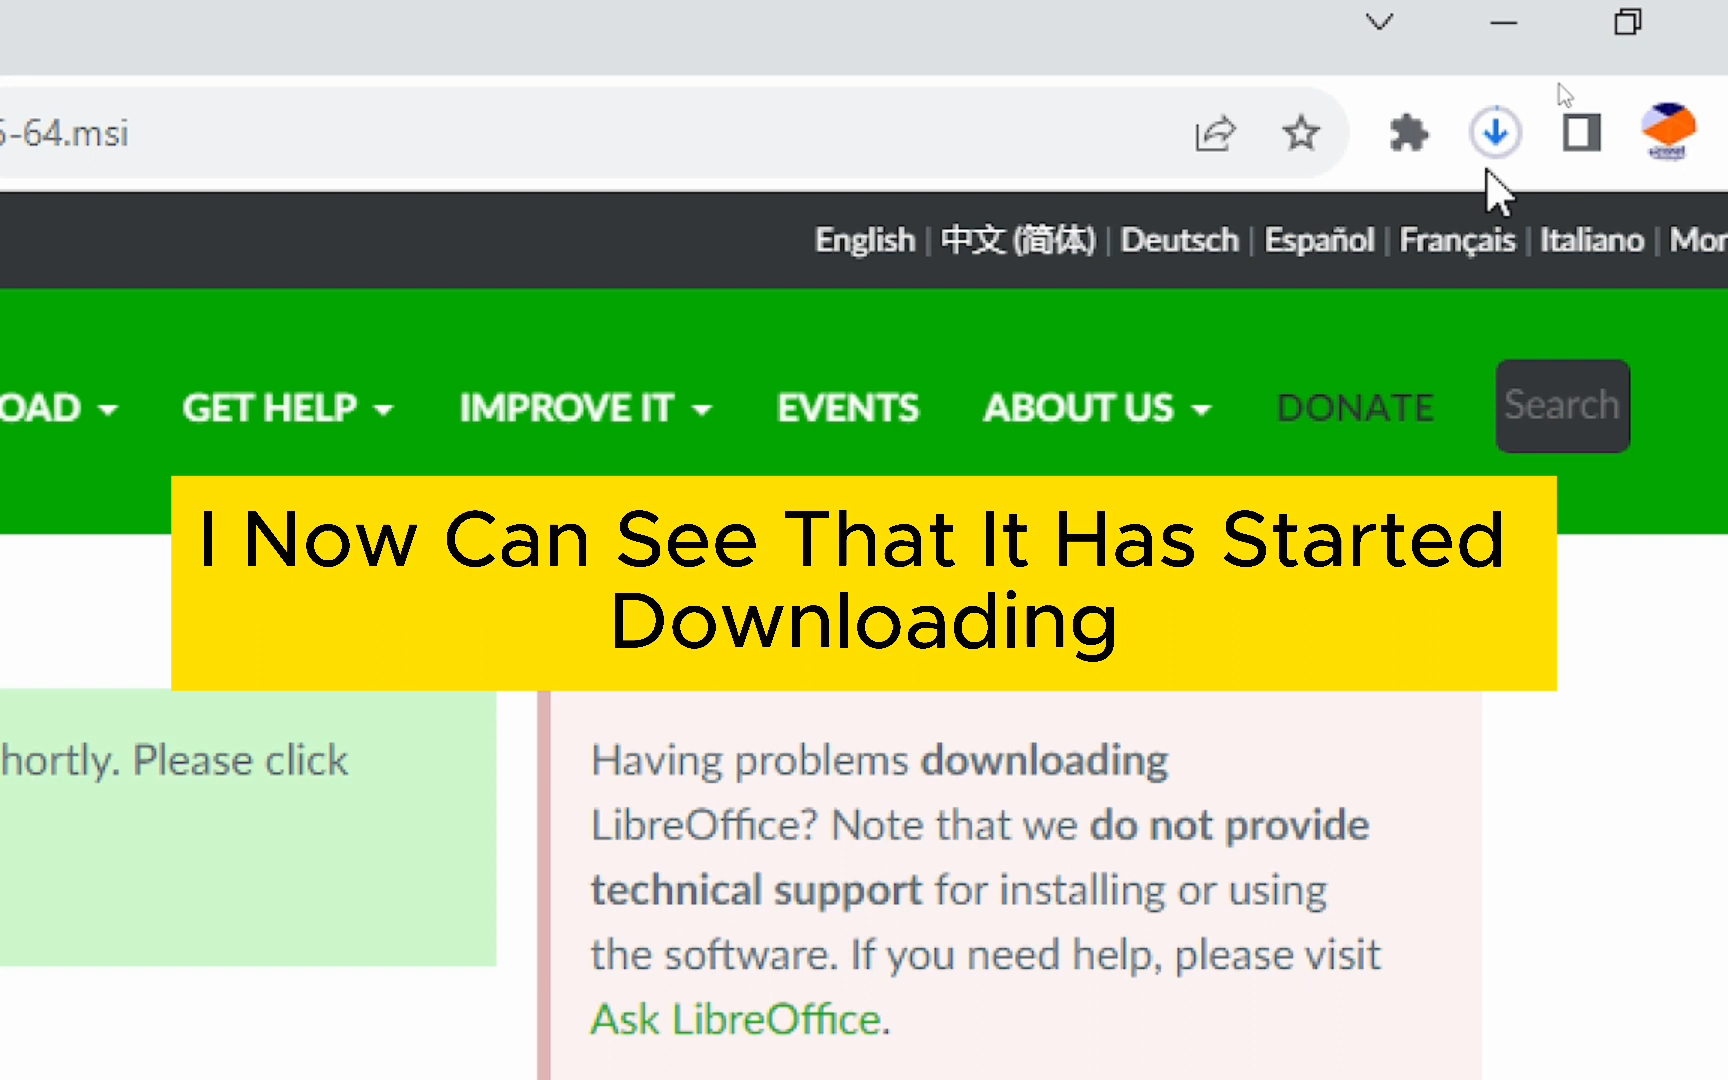 6-64.msi
English | 中文 (简体) | Deutsch | Español | Français | Italiano | Mor
OAD GET HELP IMPROVE IT EVENTS ABOUT US DONATE Search
I Now Can See That It Has Started
Downloading
hortly. Please click
Having problems downloading
LibreOffice? Note that we do not provide
technical support for installing or using
the software. If you need help, please visit
Ask LibreOffice.